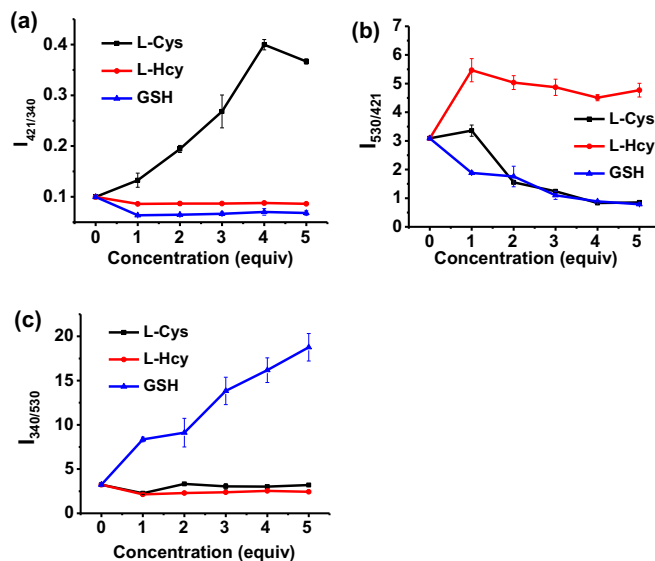 (a)
I421/340
0.4
0.3
0.2
0.1
L-Cys
L-Hcy
GSH
0 1 2 3 4 5
Concentration (equiv)
(b)
I530/421
7
6
5
4
3
2
1
0
L-Cys
L-Hcy
GSH
0 1 2 3 4 5
Concentration (equiv)
(c)
I340/530
20
15
10
5
0
L-Cys
L-Hcy
GSH
0 1 2 3 4 5
Concentration (equiv)